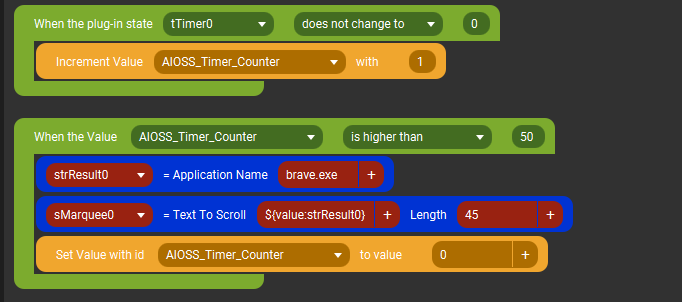 When the plug-in state tTimer0 does not change to 0
Increment Value AIOSS_Timer_Counter with 1
When the Value AIOSS_Timer_Counter is higher than 50
strResult0 = Application Name brave.exe +
sMarquee0 = Text To Scroll ${value:strResult0} + Length 45 +
Set Value with id AIOSS_Timer_Counter to value 0 +